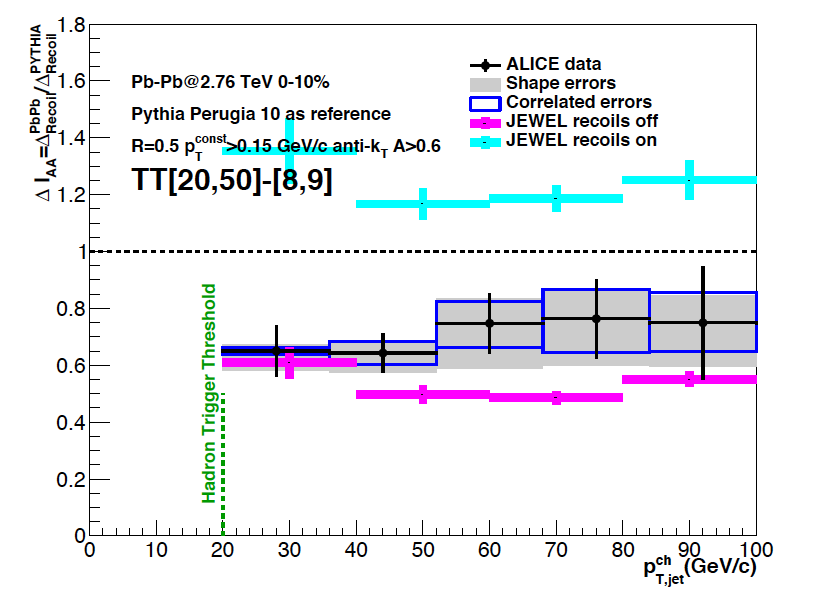 Δ I_AA=Δ^PbPb_Recoil/Δ^PYTHIA_Recoil
1.8
1.6
1.4
1.2
1
0.8
0.6
0.4
0.2
0
Pb-Pb@2.76 TeV 0-10%
Pythia Perugia 10 as reference
R=0.5 p_T^const>0.15 GeV/c anti-k_T A>0.6
TT[20,50]-[8,9]
ALICE data
Shape errors
Correlated errors
JEWEL recoils off
JEWEL recoils on
Hadron Trigger Threshold
0 10 20 30 40 50 60 70 80 90 100
p^ch_T,jet(GeV/c)